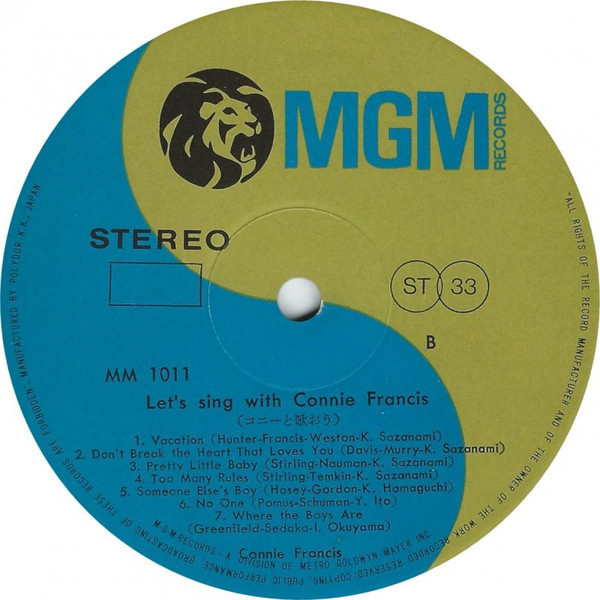 MGM
RECORDS
STEREO
ST 33
B
MM 1011
Let's sing with Connie Francis
(コニーと歌おう)
1. Vacation (Hunter-Francis-Weston-K. Sazanami)
2. Don't Break the Heart That Loves You (Davis-Murry-K. Sazanami)
3. Pretty Little Baby (Stirling-Nauman-K. Sazanami)
4. Too Many Rules (Stirling-Temkin-K. Sazanami)
5. Someone Else's Boy (Hosey-Gordon-K. Hamaguchi)
6. No One (Pomus-Schuman-Y. Ito)
7. Where the Boys Are
(Greenfield-Sedaka-I. Okuyama)
Connie Francis
-ALL RIGHTS OF THE RECORD MANUFACTURER AND OF THE OWNER OF THE WORK RECORDED RESERVED: COPYING, PUBLIC PERFORMANCE, BROADCASTING OF THESE RECORDS ARE FORBIDDEN" MANUFACTURED BY POLYDOR K.K., JAPAN
DIVISION OF METRO GOLDWYN MAYER INC